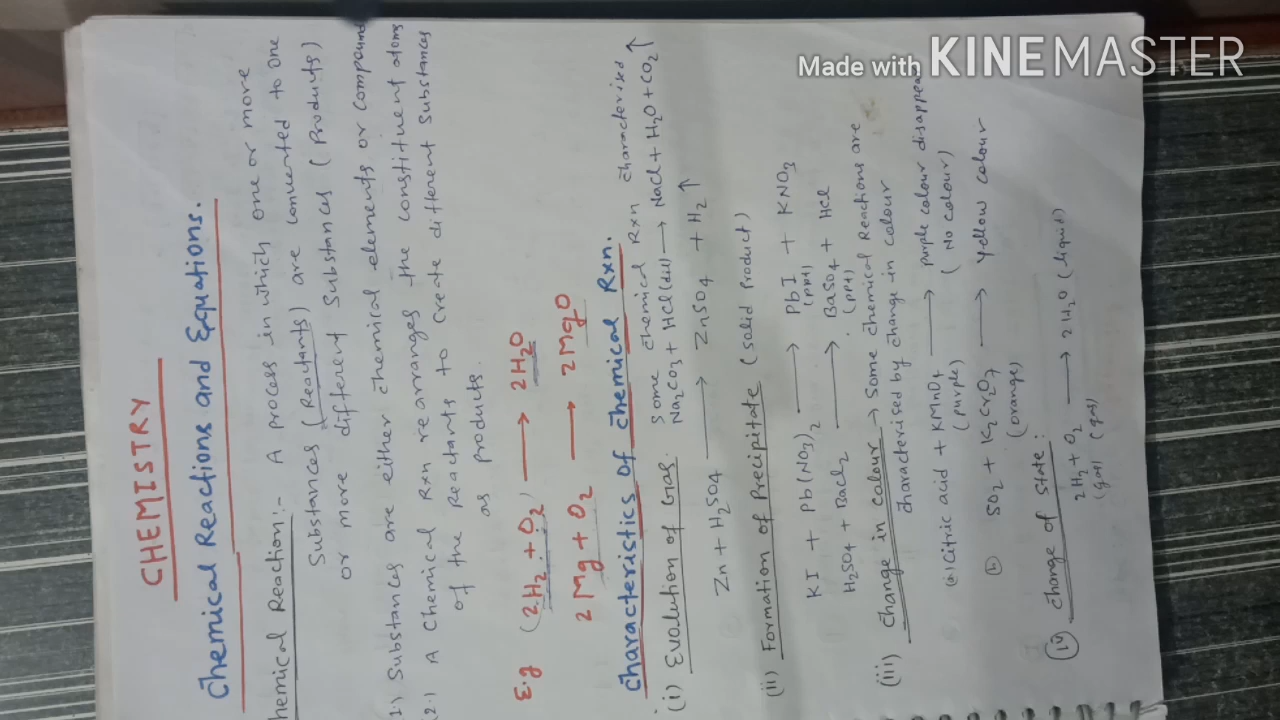 Made with KINEMASTER
CHEMISTRY
Chemical Reactions and Equations.
hemical Reaction:- A process in which one or more
Substances (Reactants) are converted to one
or more different Substances (Products)
1.) Substances are either chemical elements or compound
(2.) A Chemical Rxn rearranges the constituent atoms
of the Reactants to create different substances
as products.
E.g (2H2 + O2) → 2H2O
2Mg + O2 → 2MgO
Characteristics of Chemical Rxn.
(i) Evalution of Gas. Some Chemical Rxn characterised
Na2CO3 + HCl(dil) → NaCl + H2O + CO2↑
Zn + H2SO4 → ZnSO4 + H2↑
(ii) Formation of Precipitate (Solid Product)
KI + Pb(NO3)2 → PbI + KNO3
(PPt)
H2SO4 + BaCl2 → BaSO4 + HCl
(PPt)
(iii) Change in Colour → Some Chemical Reactions are
Characterised by change in colour
(a) Citric acid + KMnO4 → purple colour disappea
(purple) (No colour)
(b) SO2 + K2Cr2O7 → Yellow colour
(orange)
(iv) Change of State:
2H2 + O2 → 2H2O (liquid)
(gas) (gas)